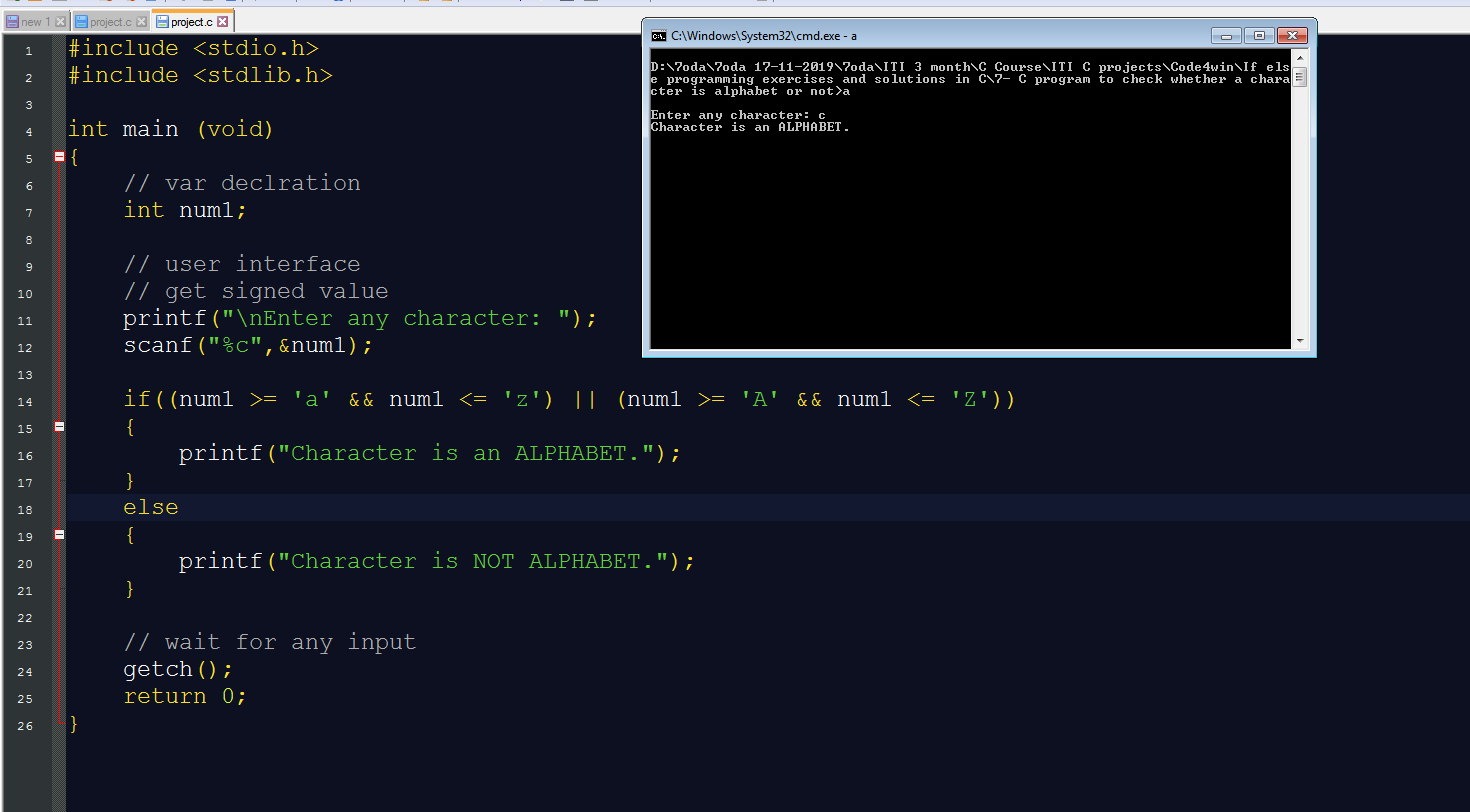 new 1
project.c
project.c
1 #include <stdio.h>
2 #include <stdlib.h>
3
4 int main (void)
5 {
6 // var declration
7 int num1;
8
9 // user interface
10 // get signed value
11 printf("\nEnter any character: ");
12 scanf("%c",&num1);
13
14 if((num1 >= 'a' && num1 <= 'z') || (num1 >= 'A' && num1 <= 'Z'))
15 {
16 printf("Character is an ALPHABET.");
17 }
18 else
19 {
20 printf("Character is NOT ALPHABET.");
21 }
22
23 // wait for any input
24 getch();
25 return 0;
26 }
C:\Windows\System32\cmd.exe - a
D:\7oda\7oda 17-11-2019\7oda\ITI 3 month\C Course\ITI C projects\Code4win\If els
e programming exercises and solutions in C\7- C program to check whether a chara
cter is alphabet or not>a
Enter any character: c
Character is an ALPHABET.